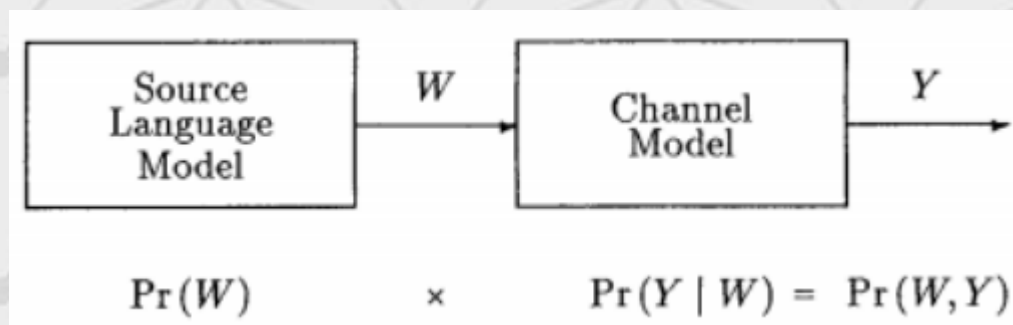 Source
Language
Model
W
Channel
Model
Y
Pr(W) × Pr(Y | W) = Pr(W, Y)